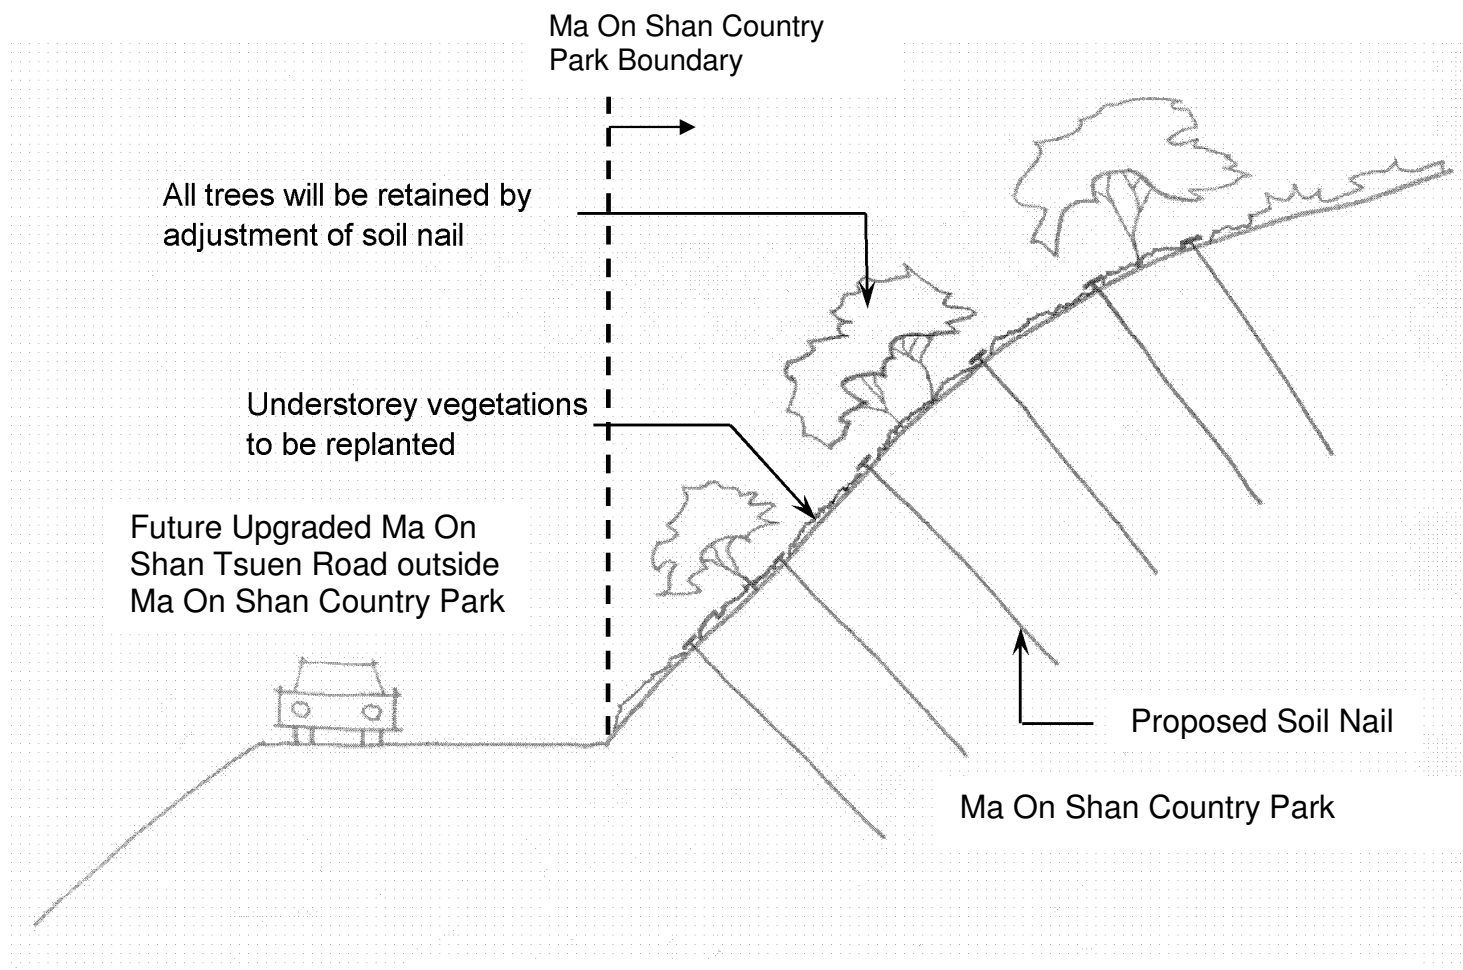 Ma On Shan Country
Park Boundary
All trees will be retained by
adjustment of soil nail
Understorey vegetations
to be replanted
Future Upgraded Ma On
Shan Tsuen Road outside
Ma On Shan Country Park
Proposed Soil Nail
Ma On Shan Country Park